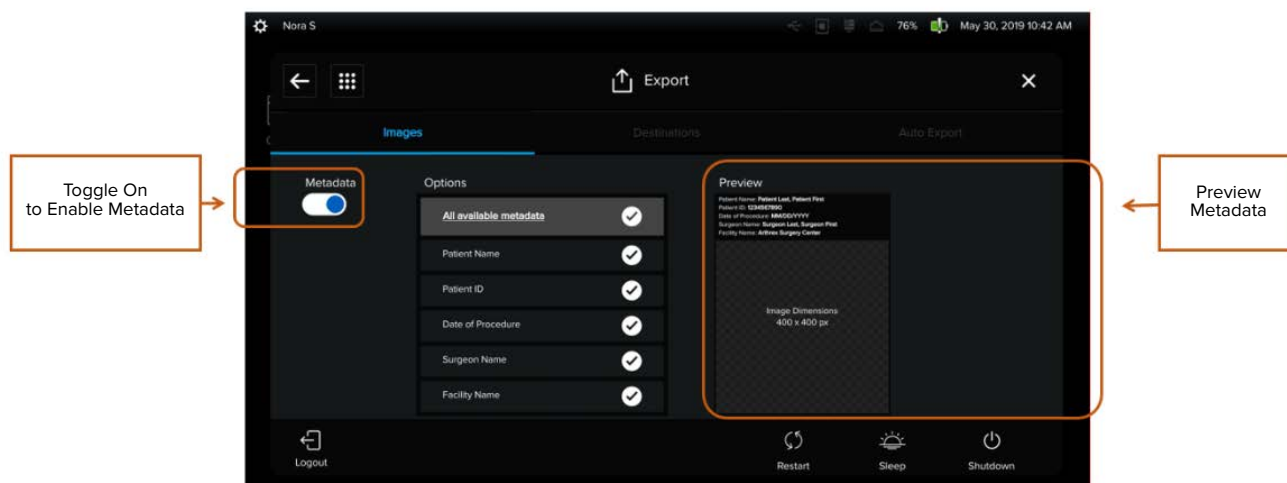 Nora S
76%
May 30, 2019 10:42 AM
Export
Images
Destinations
Auto Export
Toggle On
to Enable Metadata
Metadata
Options
All available metadata
Patient Name
Patient ID
Date of Procedure
Surgeon Name
Facility Name
Preview
Patient Name: Patient Last, Patient First
Patient ID: 1234567890
Date of Procedure: MM/DD/YYYY
Surgeon Name: Surgeon Last, Surgeon First
Facility Name: Arthrex Surgery Center
Image Dimensions
400 x 400 px
Preview
Metadata
Logout
Restart
Sleep
Shutdown